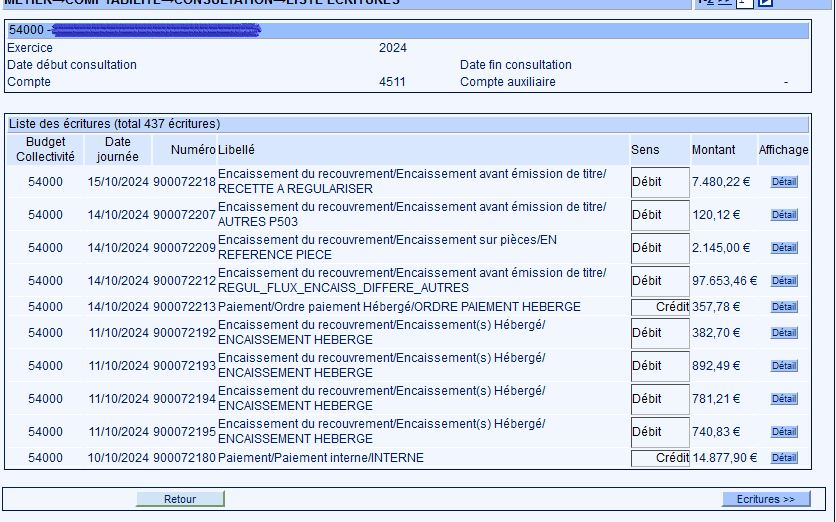 METIER→COMPTABILITE→CONSULTATION→LISTE ECRITURES
1-2 >> 1
54000 -
Exercice 2024
Date début consultation Date fin consultation
Compte 4511 Compte auxiliaire -
Liste des écritures (total 437 écritures)
Budget Collectivité Date journée Numéro Libellé Sens Montant Affichage
54000 15/10/2024 900072218 Encaissement du recouvrement/Encaissement avant émission de titre/
RECETTE A REGULARISER Débit 7.480,22 € Détail
54000 14/10/2024 900072207 Encaissement du recouvrement/Encaissement avant émission de titre/
AUTRES P503 Débit 120,12 € Détail
54000 14/10/2024 900072209 Encaissement du recouvrement/Encaissement sur pièces/EN
REFERENCE PIECE Débit 2.145,00 € Détail
54000 14/10/2024 900072212 Encaissement du recouvrement/Encaissement avant émission de titre/
REGUL_FLUX_ENCAISS_DIFFERE_AUTRES Débit 97.653,46 € Détail
54000 14/10/2024 900072213 Paiement/Ordre paiement Hébergé/ORDRE PAIEMENT HEBERGE Crédit 357,78 € Détail
54000 11/10/2024 900072192 Encaissement du recouvrement/Encaissement(s) Hébergé/
ENCAISSEMENT HEBERGE Débit 382,70 € Détail
54000 11/10/2024 900072193 Encaissement du recouvrement/Encaissement(s) Hébergé/
ENCAISSEMENT HEBERGE Débit 892,49 € Détail
54000 11/10/2024 900072194 Encaissement du recouvrement/Encaissement(s) Hébergé/
ENCAISSEMENT HEBERGE Débit 781,21 € Détail
54000 11/10/2024 900072195 Encaissement du recouvrement/Encaissement(s) Hébergé/
ENCAISSEMENT HEBERGE Débit 740,83 € Détail
54000 10/10/2024 900072180 Paiement/Paiement interne/INTERNE Crédit 14.877,90 € Détail
Retour Ecritures >>